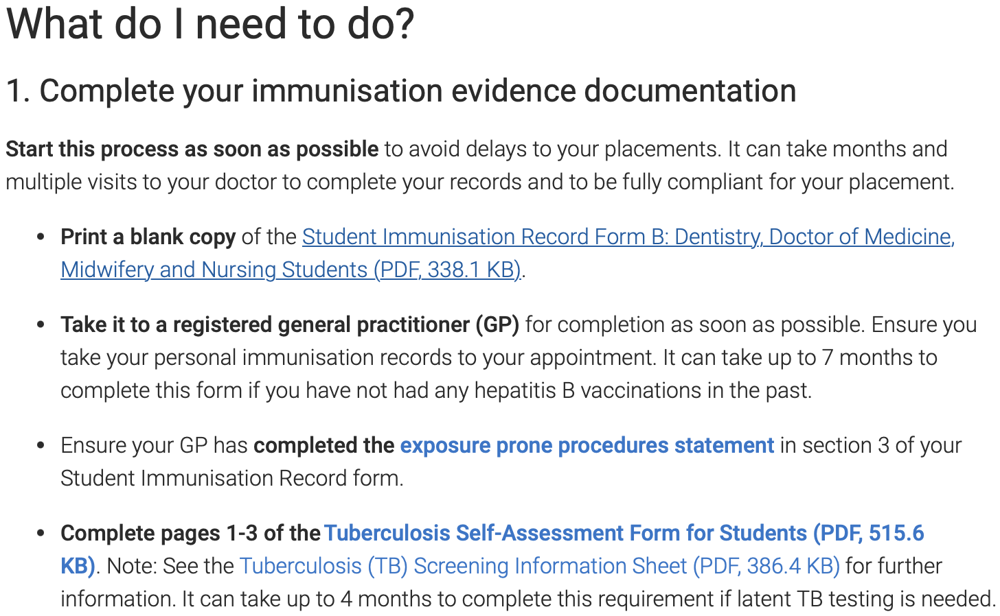 What do I need to do?
1. Complete your immunisation evidence documentation
Start this process as soon as possible to avoid delays to your placements. It can take months and
multiple visits to your doctor to complete your records and to be fully compliant for your placement.
• Print a blank copy of the Student Immunisation Record Form B: Dentistry, Doctor of Medicine,
Midwifery and Nursing Students (PDF, 338.1 KB).
• Take it to a registered general practitioner (GP) for completion as soon as possible. Ensure you
take your personal immunisation records to your appointment. It can take up to 7 months to
complete this form if you have not had any hepatitis B vaccinations in the past.
• Ensure your GP has completed the exposure prone procedures statement in section 3 of your
Student Immunisation Record form.
• Complete pages 1-3 of the Tuberculosis Self-Assessment Form for Students (PDF, 515.6
KB). Note: See the Tuberculosis (TB) Screening Information Sheet (PDF, 386.4 KB) for further
information. It can take up to 4 months to complete this requirement if latent TB testing is needed.